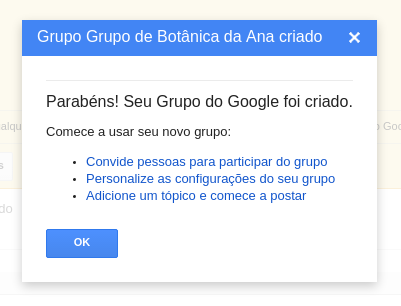 Grupo Grupo de Botânica da Ana criado
Parabéns! Seu Grupo do Google foi criado.
Comece a usar seu novo grupo:
Convide pessoas para participar do grupo
Personalize as configurações do seu grupo
Adicione um tópico e comece a postar
OK